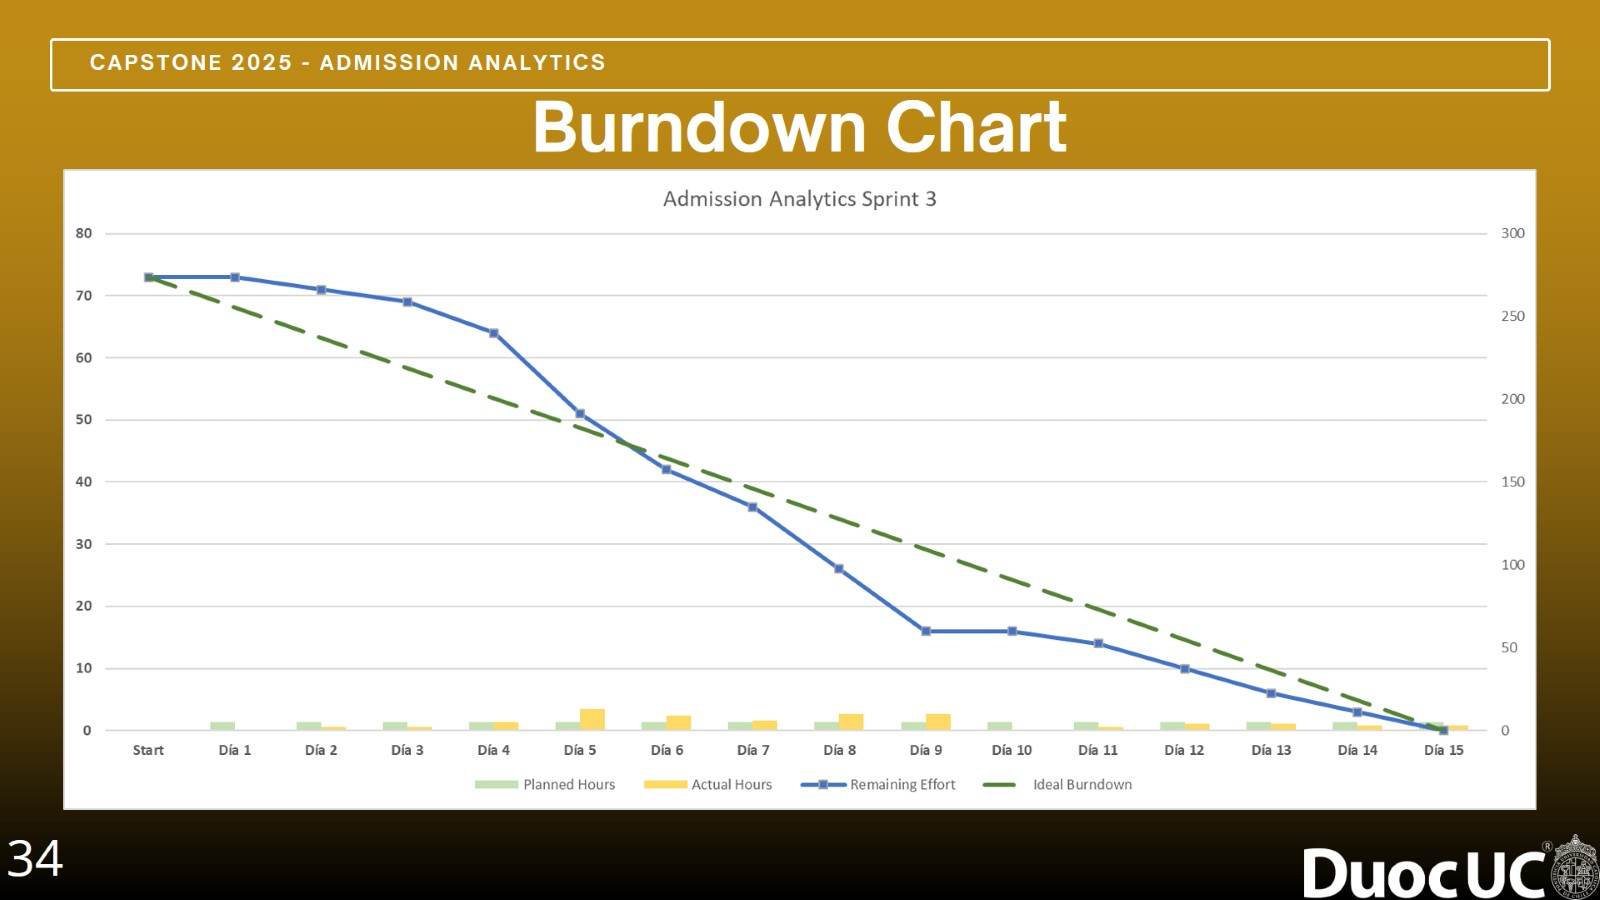 CAPSTONE 2025 - ADMISSION ANALYTICS
Burndown Chart
Admission Analytics Sprint 3
80
70
60
50
40
30
20
10
0
300
250
200
150
100
50
0
Start Día 1 Día 2 Día 3 Día 4 Día 5 Día 6 Día 7 Día 8 Día 9 Día 10 Día 11 Día 12 Día 13 Día 14 Día 15
Planned Hours Actual Hours Remaining Effort Ideal Burndown
34
DuocUC®